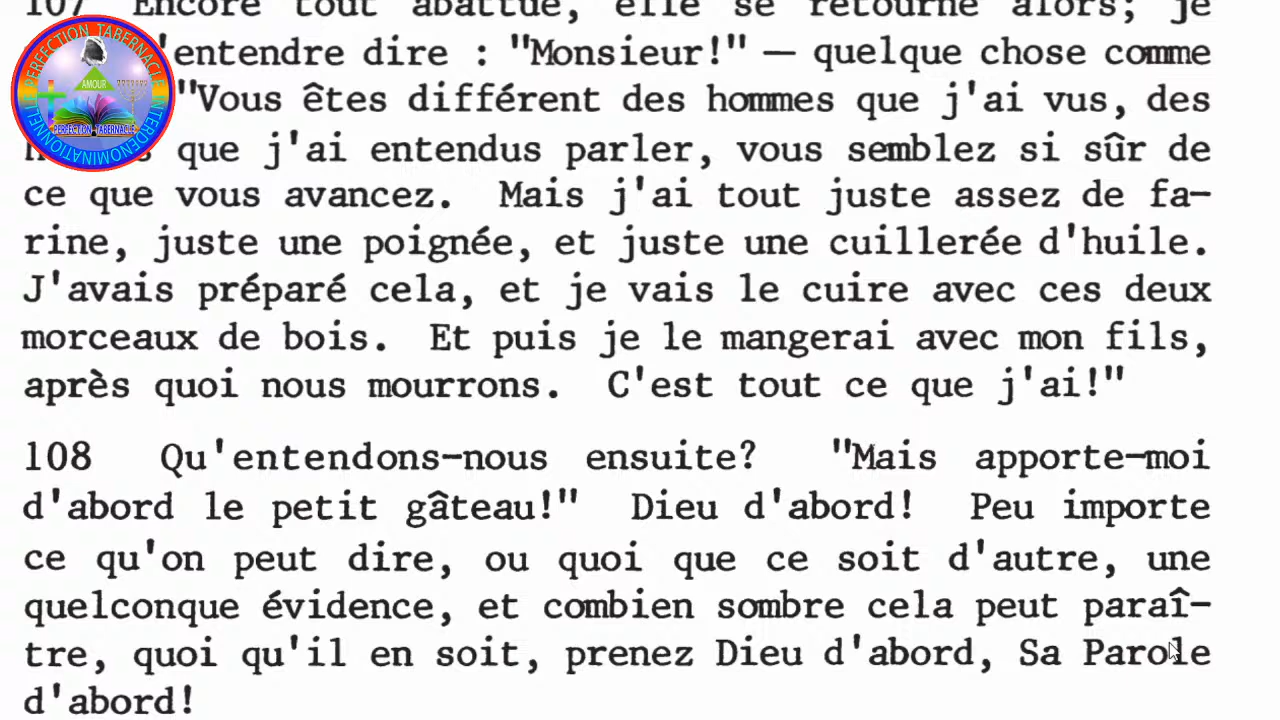 107 Encore tout abattue, elle se retourne alors; je
'entendre dire : "Monsieur!" — quelque chose comme
"Vous êtes différent des hommes que j'ai vus, des
que j'ai entendus parler, vous semblez si sûr de
ce que vous avancez. Mais j'ai tout juste assez de fa-
rine, juste une poignée, et juste une cuillerée d'huile.
J'avais préparé cela, et je vais le cuire avec ces deux
morceaux de bois. Et puis je le mangerai avec mon fils,
après quoi nous mourrons. C'est tout ce que j'ai!"
108 Qu'entendons-nous ensuite? "Mais apporte-moi
d'abord le petit gâteau!" Dieu d'abord! Peu importe
ce qu'on peut dire, ou quoi que ce soit d'autre, une
quelconque évidence, et combien sombre cela peut paraî-
tre, quoi qu'il en soit, prenez Dieu d'abord, Sa Parole
d'abord!
PERFECTION TABERNACLE INTERDENOMINATIONNELLE
AMOUR
PERFECTION TABERNACLE